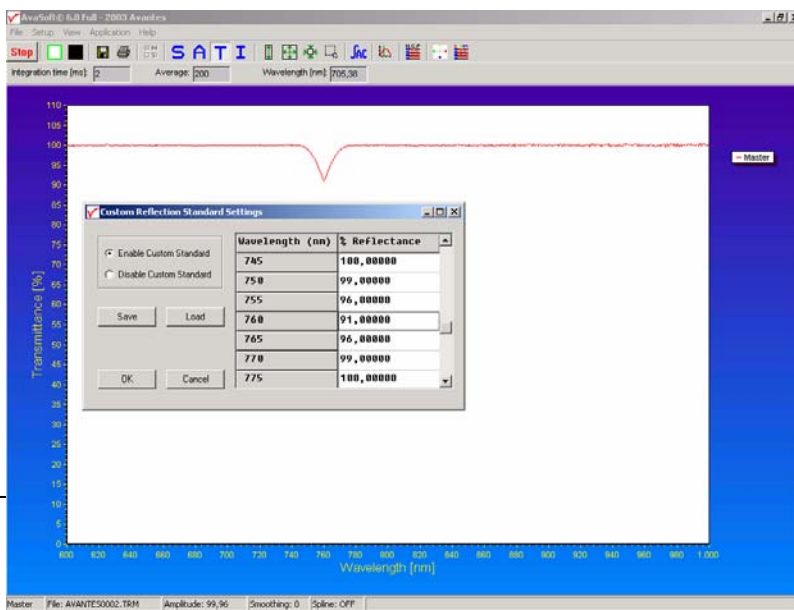 AvaSoft© 6.0 Full - 2003 Avantes
File Setup View Application Help
Stop S A T I
Integration time [ms]: 2 Average: 200 Wavelength [nm]: 705,38
110
105
100
95
90
85
80
75
70
65
60
55
50
45
40
35
30
25
20
15
10
5
0
Transmittance [%]
Master
Custom Reflection Standard Settings
Enable Custom Standard
Disable Custom Standard
Save Load
OK Cancel
Wavelength (nm) % Reflectance
745 100,00000
750 99,00000
755 96,00000
760 91,00000
765 96,00000
770 99,00000
775 100,00000
600 620 640 660 680 700 720 740 760 780 800 820 840 860 880 900 920 940 960 980 1.000
Wavelength [nm]
Master File: AVANTES0002.TRM Amplitude: 99,96 Smoothing: 0 Spline: OFF